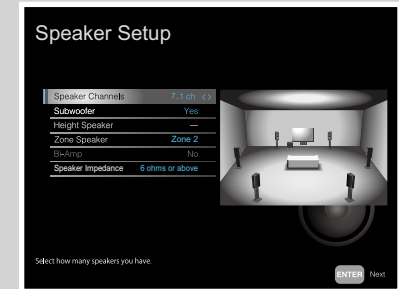 Speaker Setup
Speaker Channels 7.1 ch <>
Subwoofer Yes
Height Speaker —
Zone Speaker Zone 2
Bi-Amp No
Speaker Impedance 6 ohms or above
Select how many speakers you have.
ENTER Next